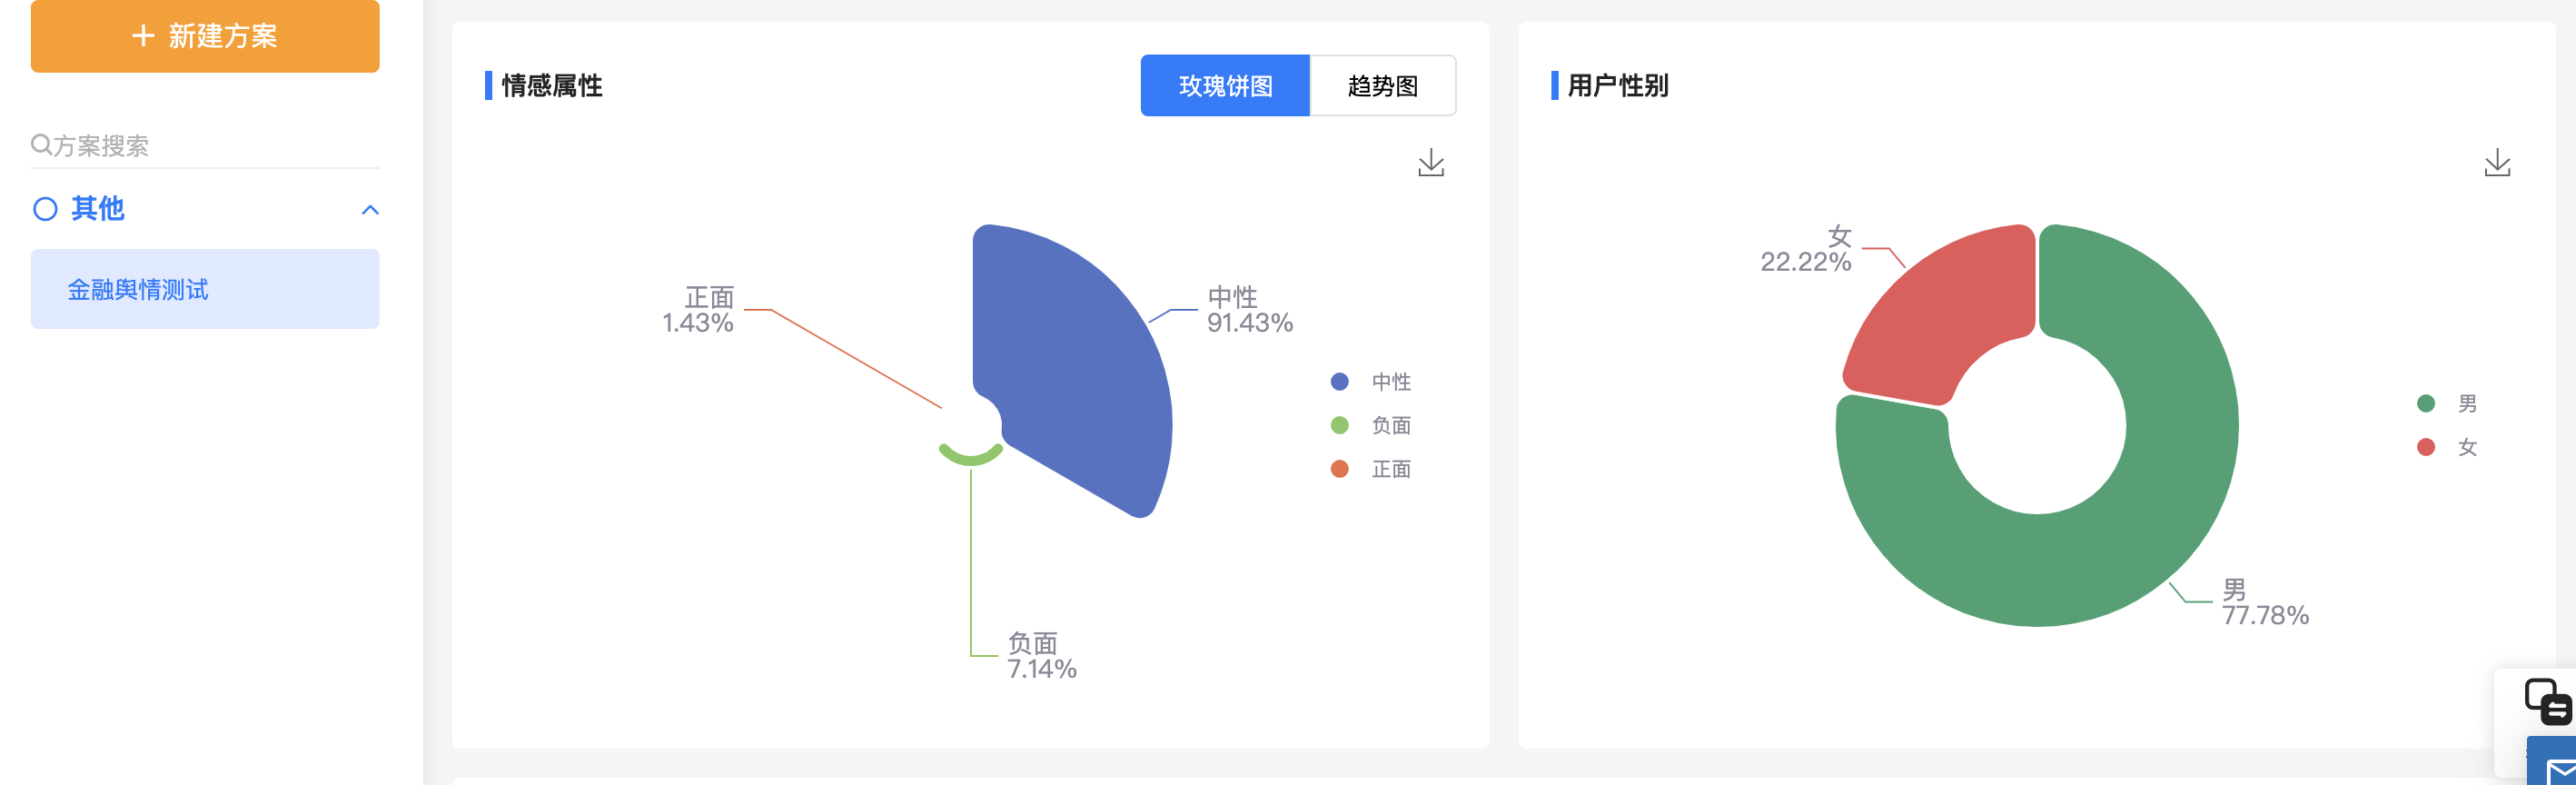 新建方案
方案搜索
其他
金融舆情测试
情感属性
玫瑰饼图
趋势图
正面
1.43%
中性
91.43%
负面
7.14%
中性
负面
正面
用户性别
女
22.22%
男
77.78%
男
女